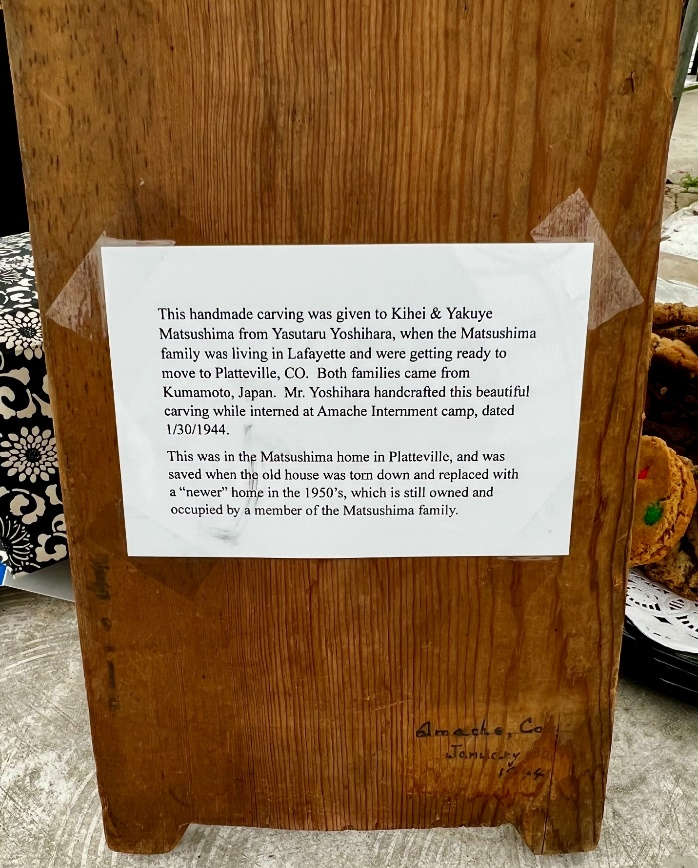 This handmade carving was given to Kihei & Yakuye
Matsushima from Yasutaru Yoshihara, when the Matsushima
family was living in Lafayette and were getting ready to
move to Platteville, CO.  Both families came from
Kumamoto, Japan.  Mr. Yoshihara handcrafted this beautiful
carving while interned at Amache Internment camp, dated
1/30/1944.
This was in the Matsushima home in Platteville, and was
saved when the old house was torn down and replaced with
a “newer” home in the 1950’s, which is still owned and
occupied by a member of the Matsushima family.
Amache, Co
January